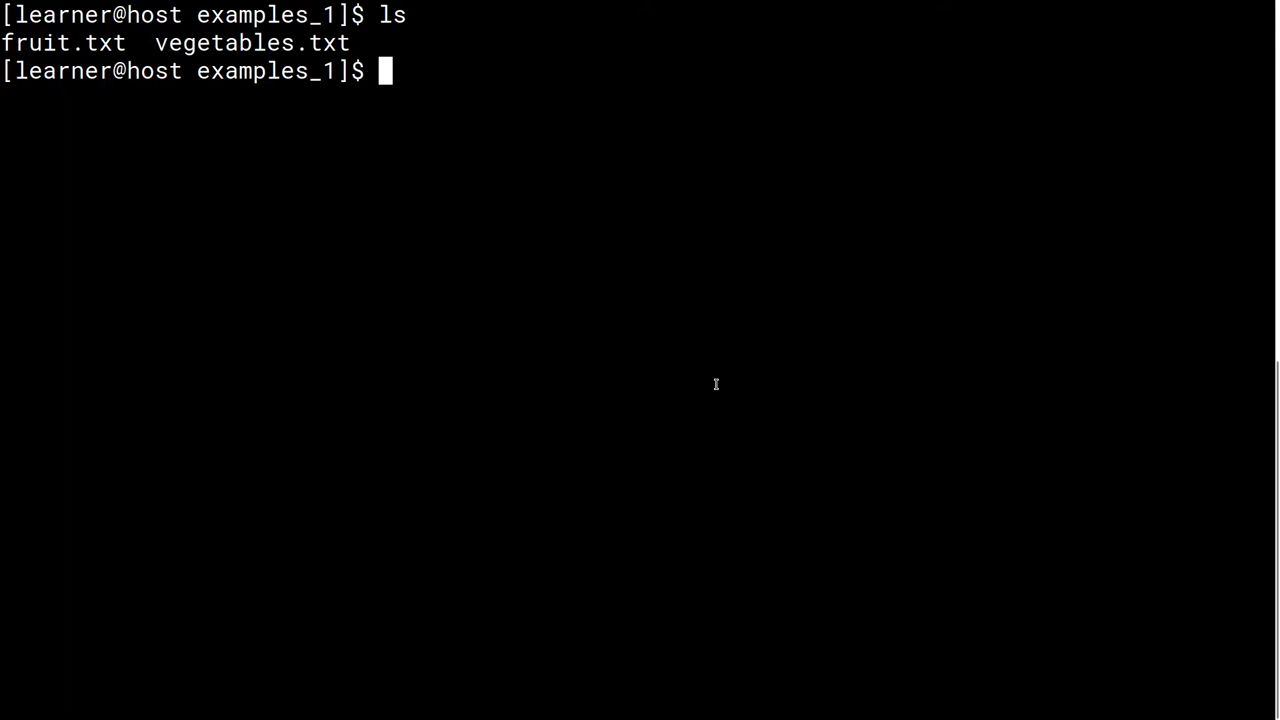 [learner@host examples_1]$ ls
fruit.txt  vegetables.txt
[learner@host examples_1]$